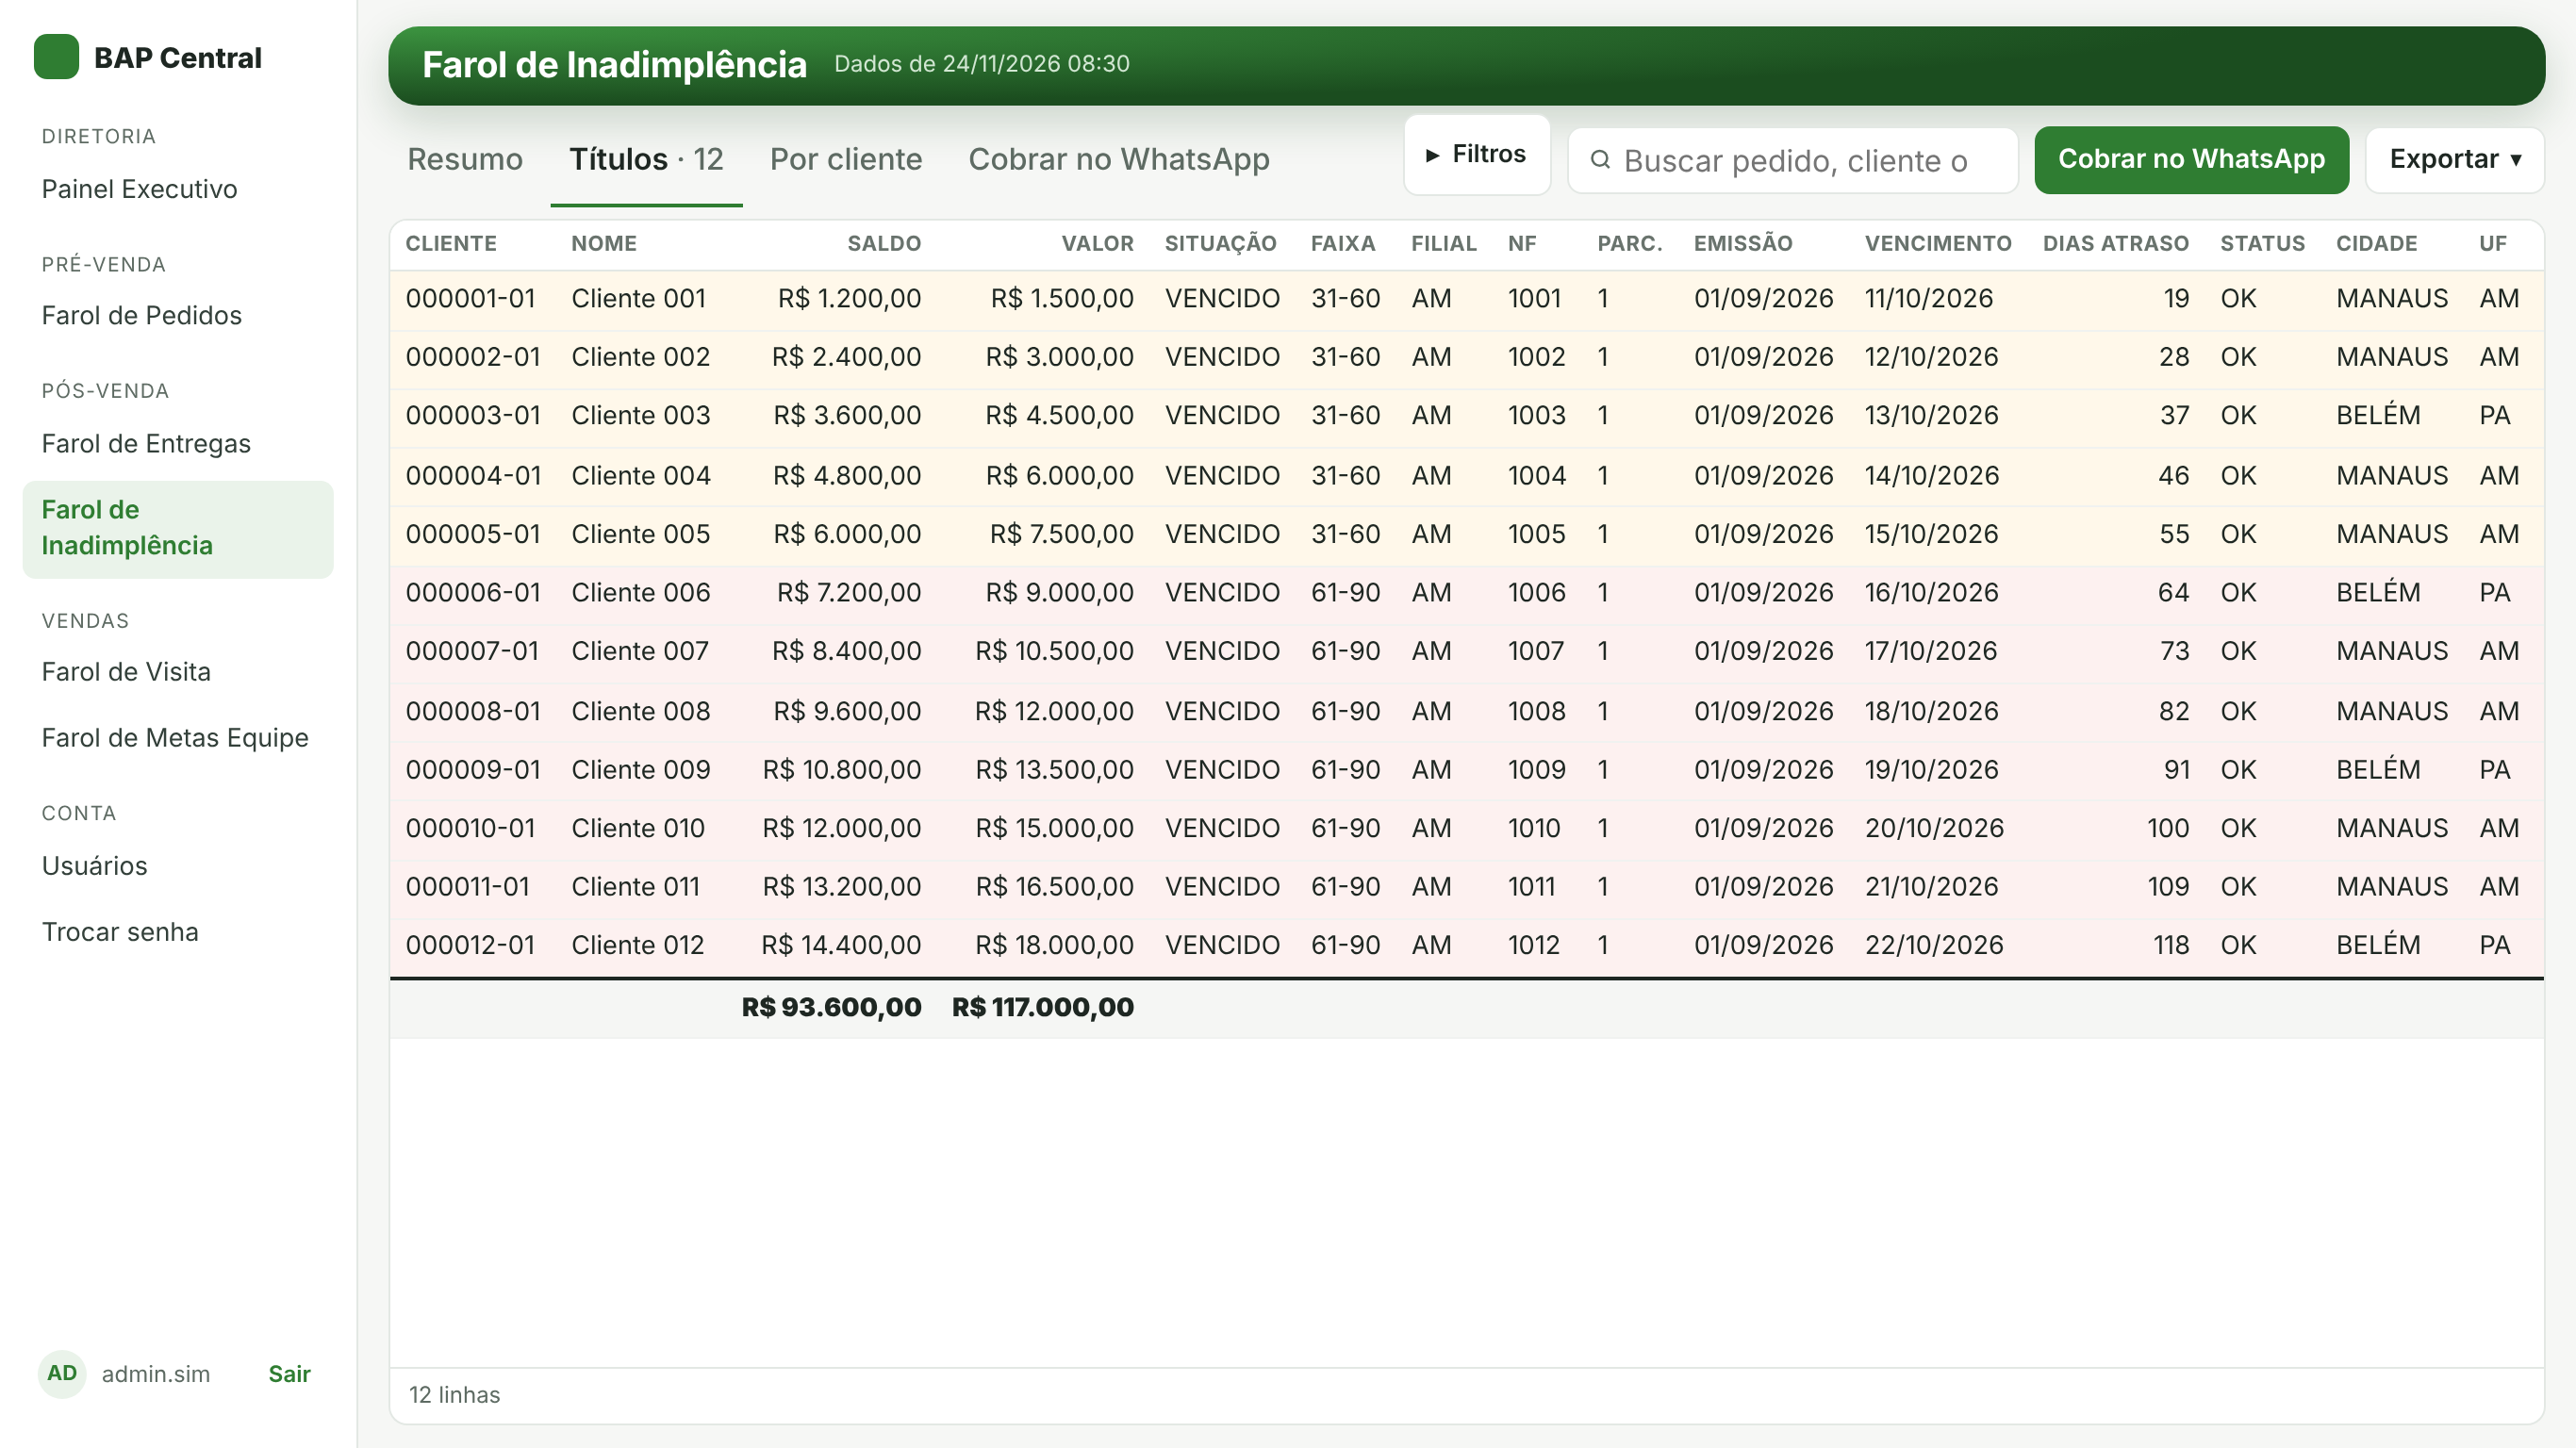 BAP Central
DIRETORIA
Painel Executivo
PRÉ-VENDA
Farol de Pedidos
PÓS-VENDA
Farol de Entregas
Farol de
Inadimplência
VENDAS
Farol de Visita
Farol de Metas Equipe
CONTA
Usuários
Trocar senha
AD admin.sim Sair
Farol de Inadimplência Dados de 24/11/2026 08:30
Resumo Títulos · 12 Por cliente Cobrar no WhatsApp ▶ Filtros Buscar pedido, cliente o Cobrar no WhatsApp Exportar ▼
CLIENTE NOME SALDO VALOR SITUAÇÃO FAIXA FILIAL NF PARC. EMISSÃO VENCIMENTO DIAS ATRASO STATUS CIDADE UF
000001-01 Cliente 001 R$ 1.200,00 R$ 1.500,00 VENCIDO 31-60 AM 1001 1 01/09/2026 11/10/2026 19 OK MANAUS AM
000002-01 Cliente 002 R$ 2.400,00 R$ 3.000,00 VENCIDO 31-60 AM 1002 1 01/09/2026 12/10/2026 28 OK MANAUS AM
000003-01 Cliente 003 R$ 3.600,00 R$ 4.500,00 VENCIDO 31-60 AM 1003 1 01/09/2026 13/10/2026 37 OK BELÉM PA
000004-01 Cliente 004 R$ 4.800,00 R$ 6.000,00 VENCIDO 31-60 AM 1004 1 01/09/2026 14/10/2026 46 OK MANAUS AM
000005-01 Cliente 005 R$ 6.000,00 R$ 7.500,00 VENCIDO 31-60 AM 1005 1 01/09/2026 15/10/2026 55 OK MANAUS AM
000006-01 Cliente 006 R$ 7.200,00 R$ 9.000,00 VENCIDO 61-90 AM 1006 1 01/09/2026 16/10/2026 64 OK BELÉM PA
000007-01 Cliente 007 R$ 8.400,00 R$ 10.500,00 VENCIDO 61-90 AM 1007 1 01/09/2026 17/10/2026 73 OK MANAUS AM
000008-01 Cliente 008 R$ 9.600,00 R$ 12.000,00 VENCIDO 61-90 AM 1008 1 01/09/2026 18/10/2026 82 OK MANAUS AM
000009-01 Cliente 009 R$ 10.800,00 R$ 13.500,00 VENCIDO 61-90 AM 1009 1 01/09/2026 19/10/2026 91 OK BELÉM PA
000010-01 Cliente 010 R$ 12.000,00 R$ 15.000,00 VENCIDO 61-90 AM 1010 1 01/09/2026 20/10/2026 100 OK MANAUS AM
000011-01 Cliente 011 R$ 13.200,00 R$ 16.500,00 VENCIDO 61-90 AM 1011 1 01/09/2026 21/10/2026 109 OK MANAUS AM
000012-01 Cliente 012 R$ 14.400,00 R$ 18.000,00 VENCIDO 61-90 AM 1012 1 01/09/2026 22/10/2026 118 OK BELÉM PA
R$ 93.600,00 R$ 117.000,00
12 linhas